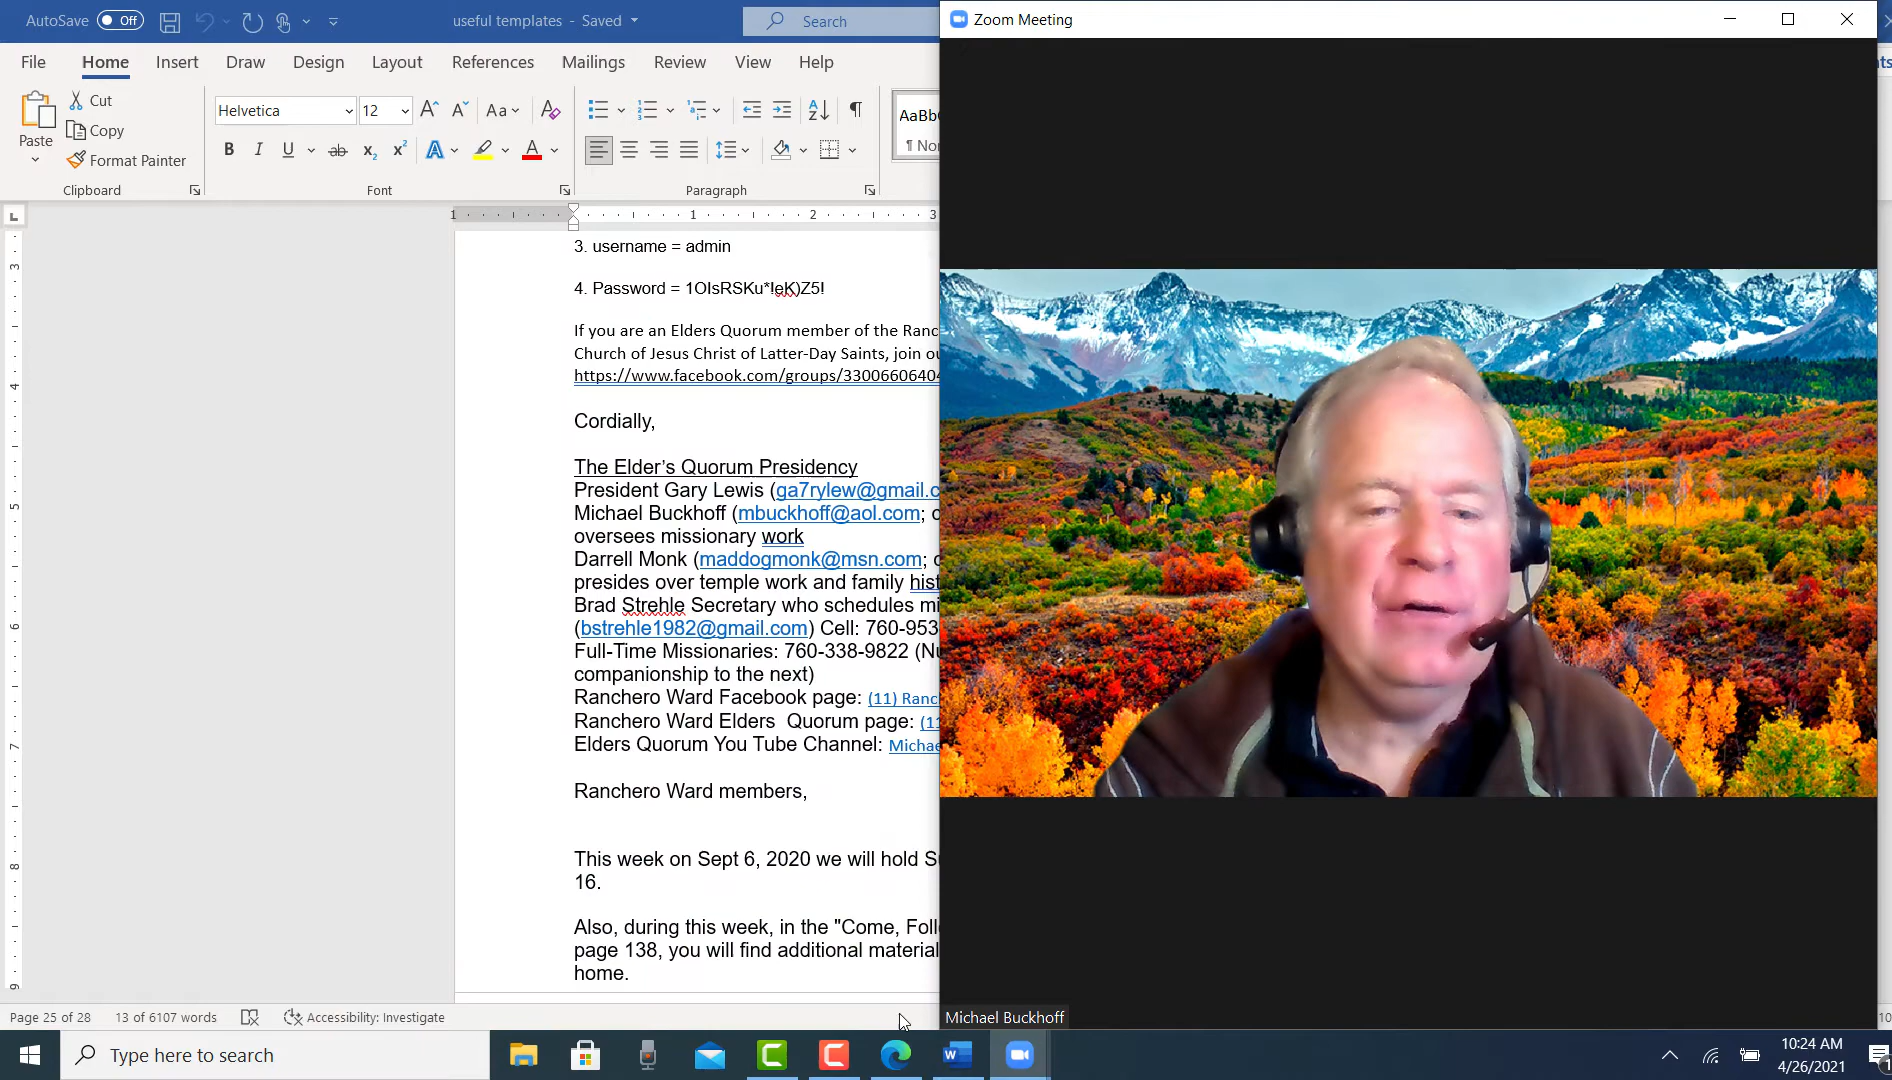 AutoSave Off useful templates - Saved Search
Zoom Meeting
File Home Insert Draw Design Layout References Mailings Review View Help
Cut
Copy
Paste
Format Painter
Clipboard
Helvetica 12
Font
Paragraph
AaBbC
¶ Nor
3. username = admin
4. Password = 1OIsRSKu*!eK)Z5!
If you are an Elders Quorum member of the Ranc
Church of Jesus Christ of Latter-Day Saints, join ou
https://www.facebook.com/groups/3300660640
Cordially,
The Elder's Quorum Presidency
President Gary Lewis (ga7rylew@gmail.c
Michael Buckhoff (mbuckhoff@aol.com; c
oversees missionary work
Darrell Monk (maddogmonk@msn.com; c
presides over temple work and family hist
Brad Strehle Secretary who schedules mi
(bstrehle1982@gmail.com) Cell: 760-953
Full-Time Missionaries: 760-338-9822 (Nu
companionship to the next)
Ranchero Ward Facebook page: (11) Ranc
Ranchero Ward Elders  Quorum page: (11
Elders Quorum You Tube Channel: Michae
Ranchero Ward members,
This week on Sept 6, 2020 we will hold Su
16.
Also, during this week, in the "Come, Follo
page 138, you will find additional material
home.
Page 25 of 28 13 of 6107 words Accessibility: Investigate
Michael Buckhoff
Type here to search
10:24 AM
4/26/2021